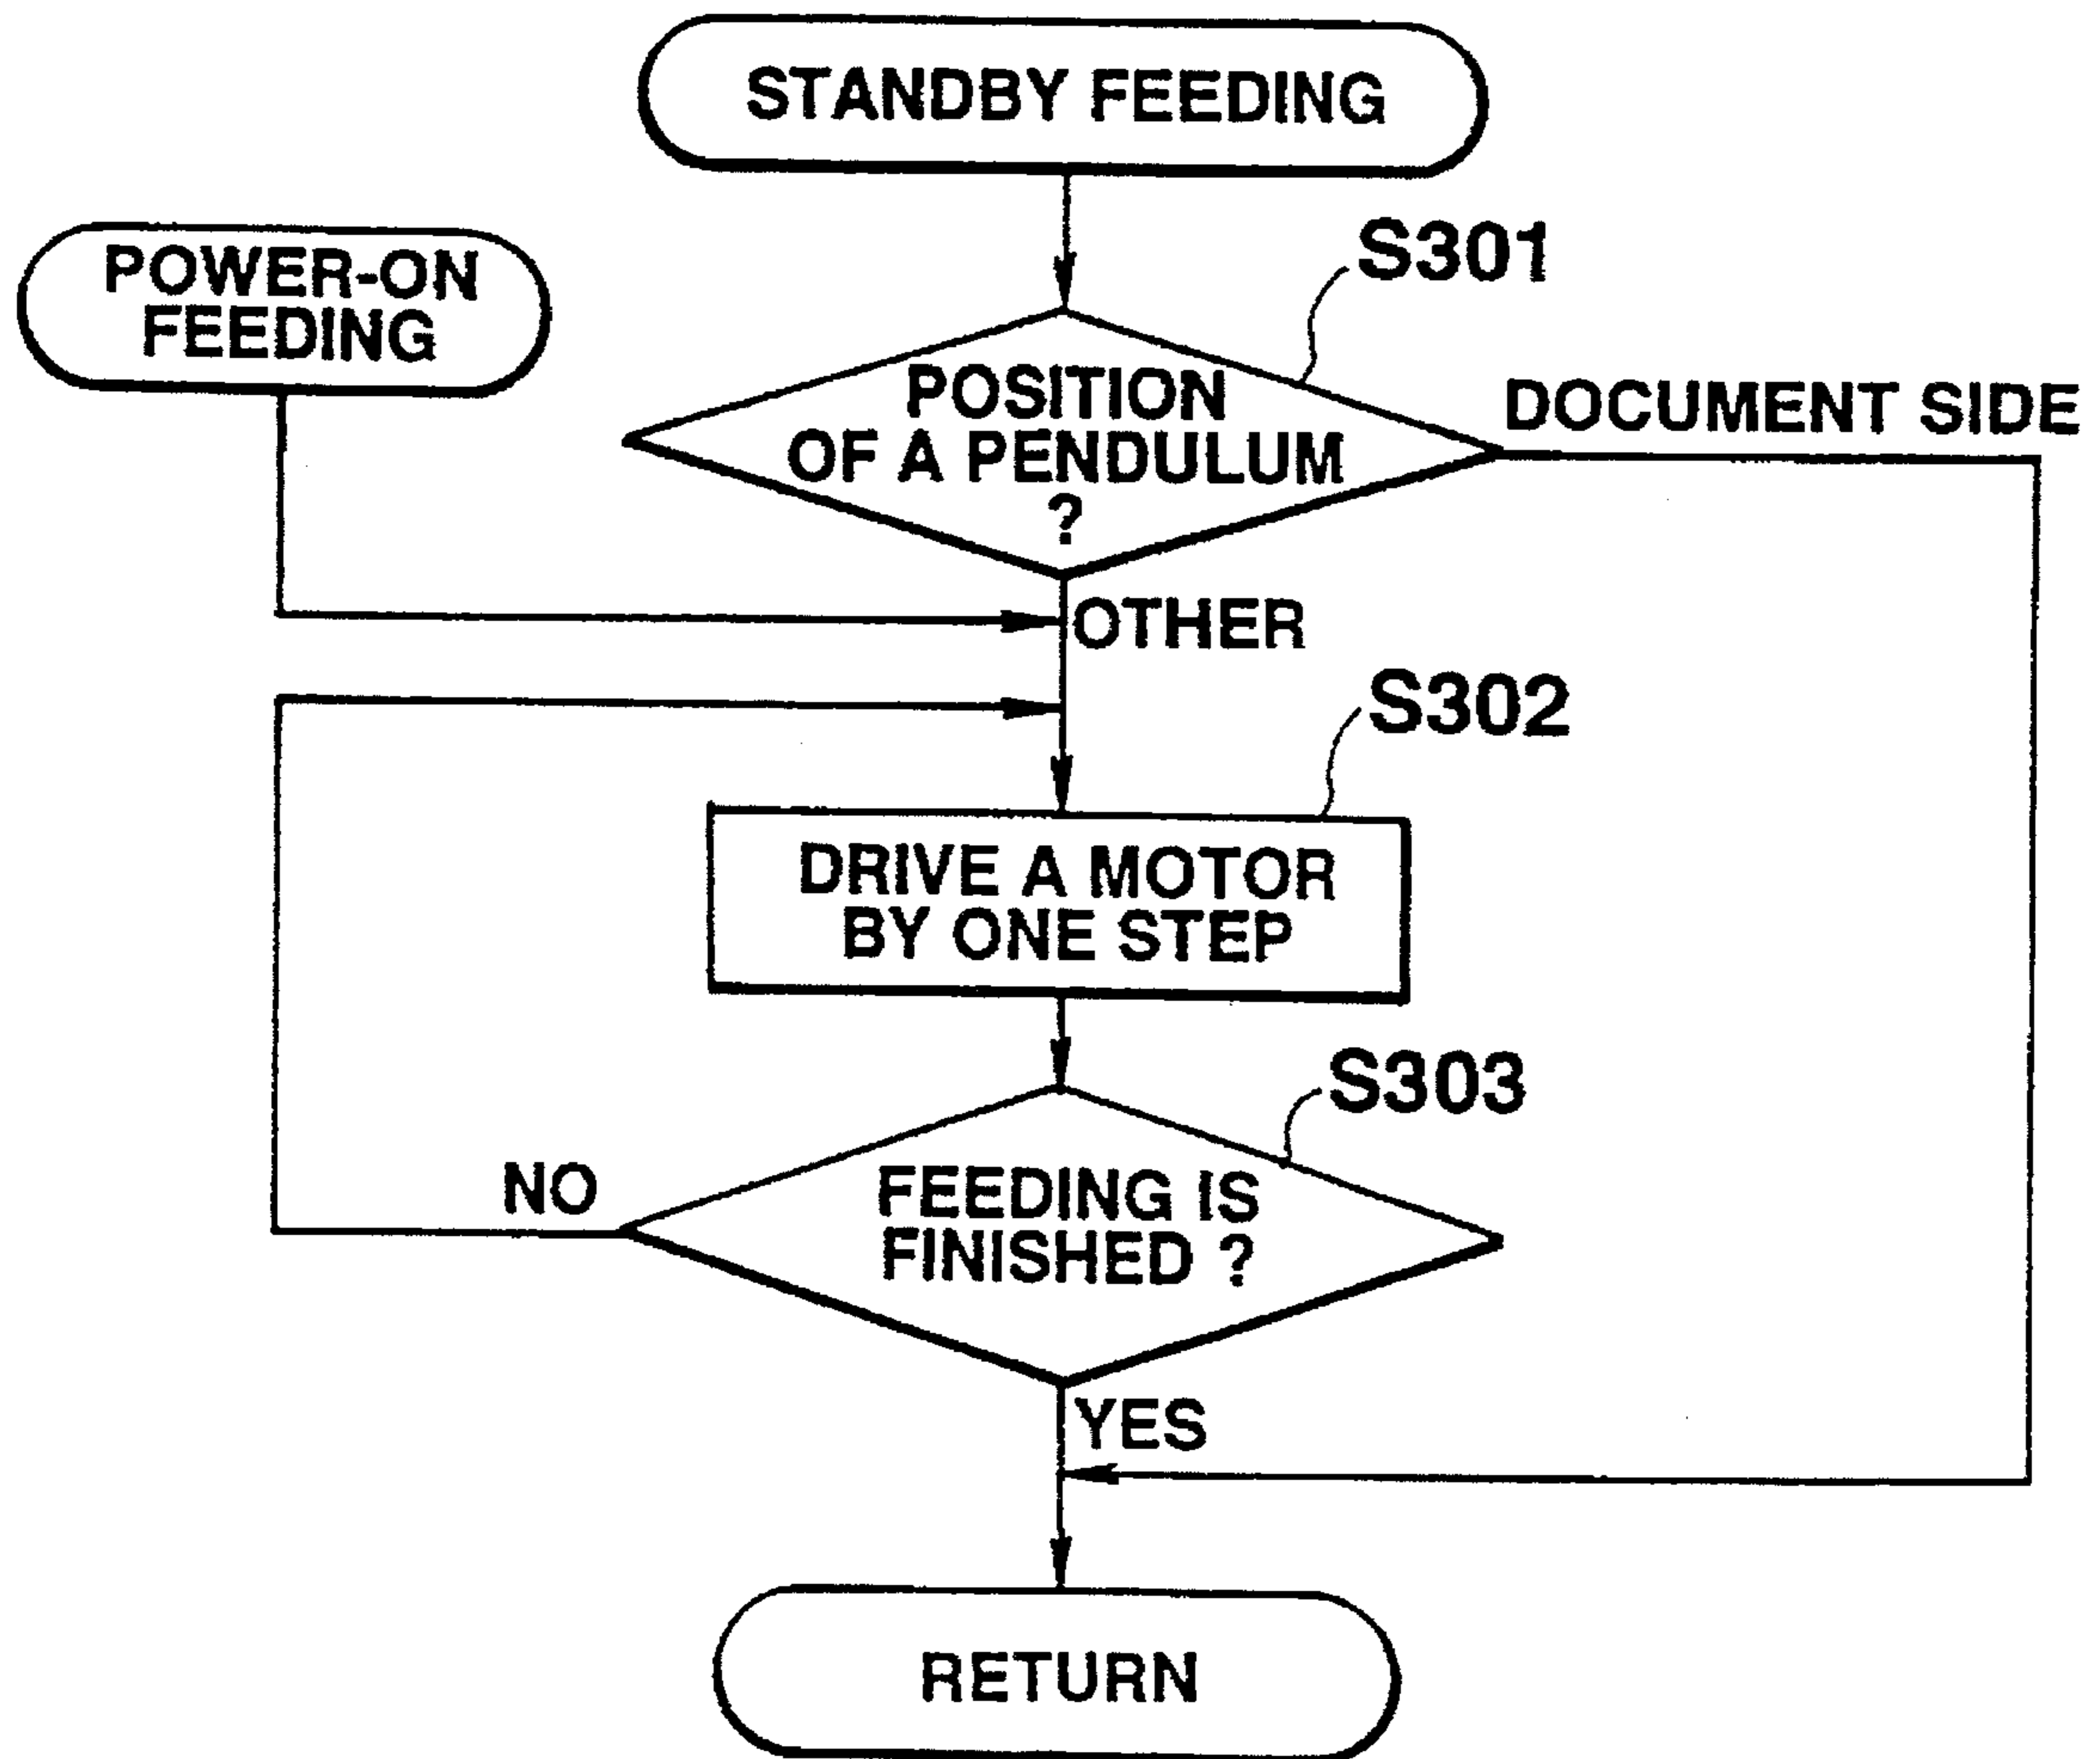 STANDBY FEEDING
POWER-ON
FEEDING
S301
POSITION
OF A PENDULUM
?
DOCUMENT SIDE
OTHER
S302
DRIVE A MOTOR
BY ONE STEP
S303
NO
FEEDING IS
FINISHED ?
YES
RETURN